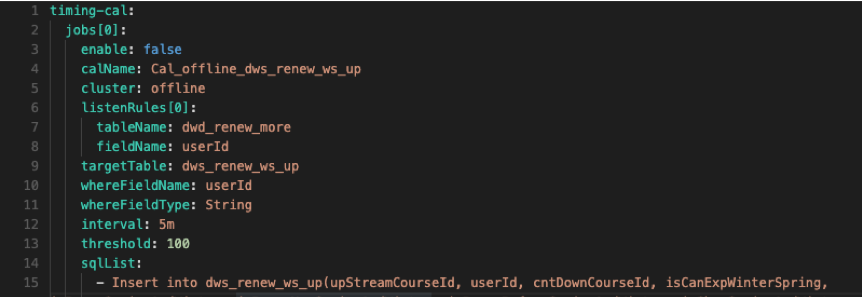 1 timing-cal:
2 jobs[0]:
3 enable: false
4 calName: Cal_offline_dws_renew_ws_up
5 cluster: offline
6 listenRules[0]:
7 tableName: dwd_renew_more
8 fieldName: userId
9 targetTable: dws_renew_ws_up
10 whereFieldName: userId
11 whereFieldType: String
12 interval: 5m
13 threshold: 100
14 sqlList:
15 - Insert into dws_renew_ws_up(upStreamCourseId, userId, cntDownCourseId, isCanExpWinterSpring,